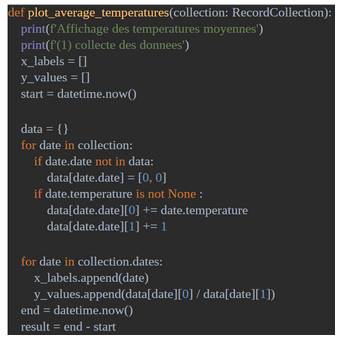 def plot_average_temperatures(collection: RecordCollection):
print(f'Affichage des temperatures moyennes')
print(f'(1) collecte des donnees')
x_labels = []
y_values = []
start = datetime.now()
data = {}
for date in collection:
if date.date not in data:
data[date.date] = [0, 0]
if date.temperature is not None :
data[date.date][0] += date.temperature
data[date.date][1] += 1
for date in collection.dates:
x_labels.append(date)
y_values.append(data[date][0] / data[date][1])
end = datetime.now()
result = end - start